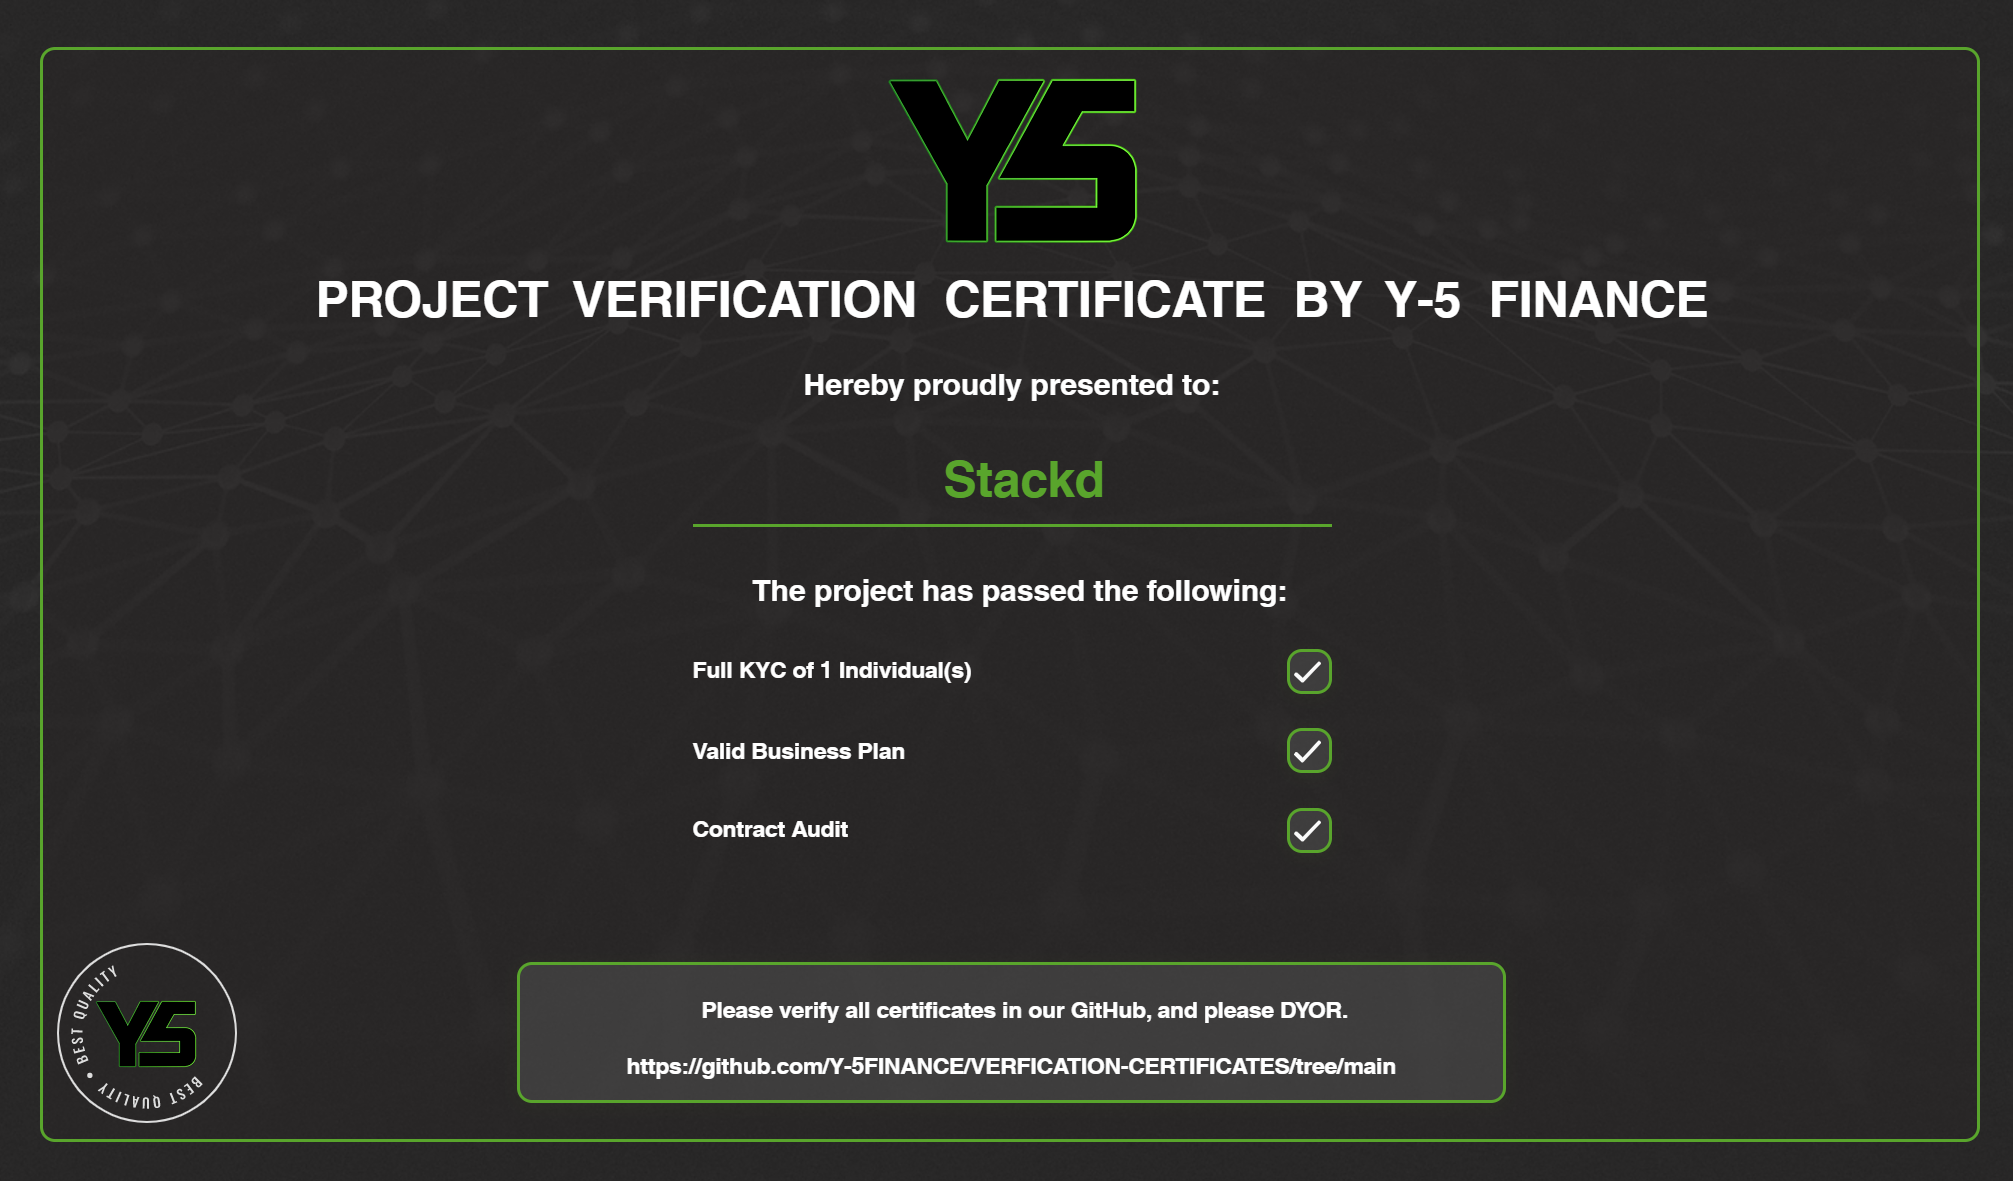 Y5
PROJECT VERIFICATION CERTIFICATE BY Y-5 FINANCE
Hereby proudly presented to:
Stackd
The project has passed the following:
Full KYC of 1 Individual(s)
Valid Business Plan
Contract Audit
BEST QUALITY • BEST QUALITY
Y5
Please verify all certificates in our GitHub, and please DYOR.
https://github.com/Y-5FINANCE/VERFICATION-CERTIFICATES/tree/main